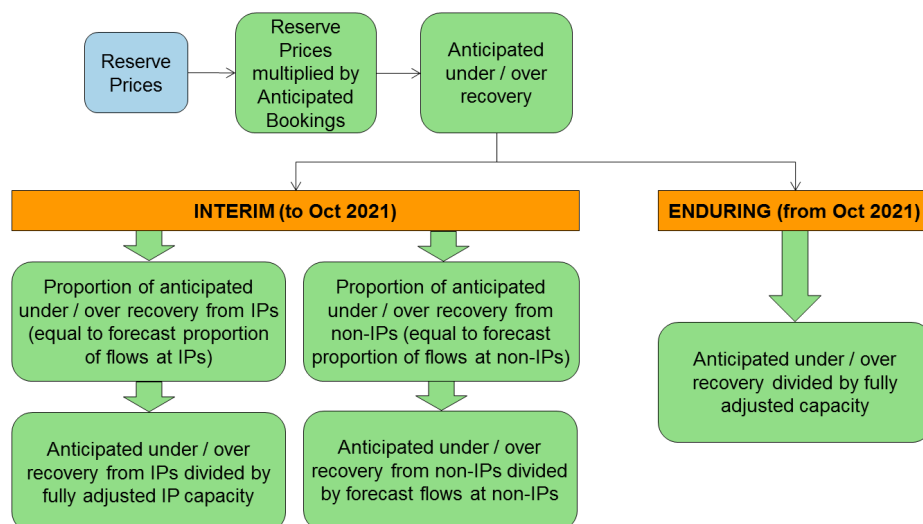 Reserve
Prices
Reserve
Prices
multiplied by
Anticipated
Bookings
Anticipated
under / over
recovery
INTERIM (to Oct 2021)
ENDURING (from Oct 2021)
Proportion of anticipated
under / over recovery from IPs
(equal to forecast proportion
of flows at IPs)
Proportion of anticipated
under / over recovery from
non-IPs (equal to forecast
proportion of flows at non-IPs)
Anticipated under / over
recovery divided by fully
adjusted capacity
Anticipated under / over
recovery from IPs divided by
fully adjusted IP capacity
Anticipated under / over
recovery from non-IPs divided
by forecast flows at non-IPs